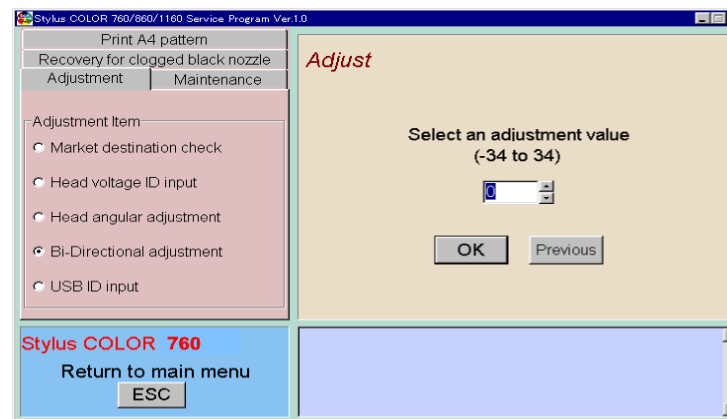 Stylus COLOR 760/860/1160 Service Program Ver.1.0
Print A4 pattern
Recovery for clogged black nozzle
Adjustment
Maintenance
Adjustment Item
Market destination check
Head voltage ID input
Head angular adjustment
Bi-Directional adjustment
USB ID input
Adjust
Select an adjustment value
(-34 to 34)
0
OK
Previous
Stylus COLOR 760
Return to main menu
ESC